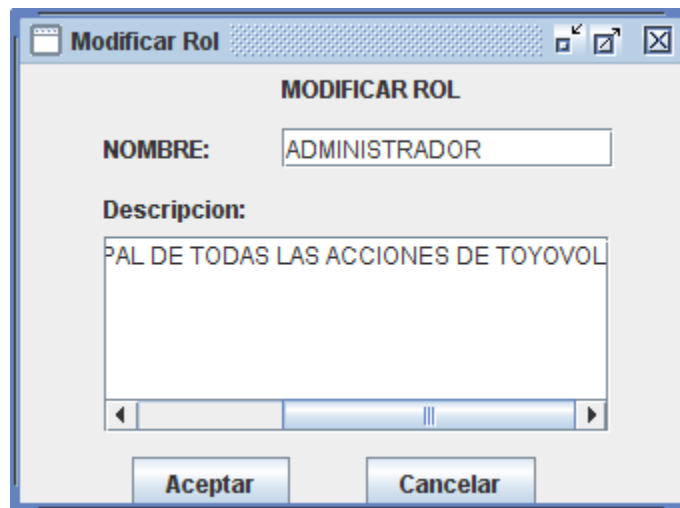 Modificar Rol
MODIFICAR ROL
NOMBRE: ADMINISTRADOR
Descripcion:
PAL DE TODAS LAS ACCIONES DE TOYOVOL
Aceptar Cancelar